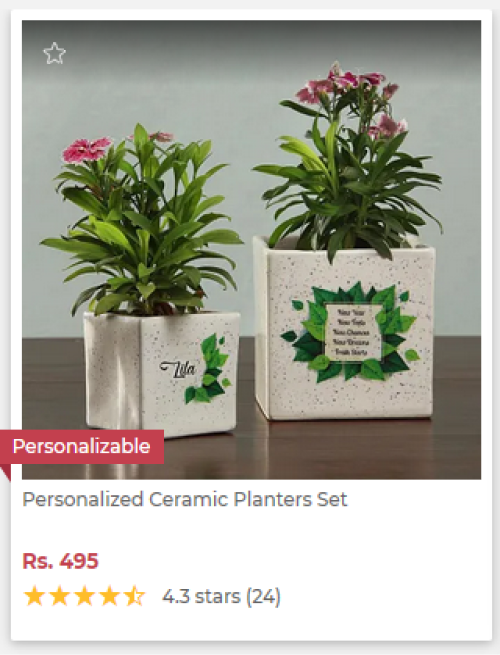 Lila
New Year
New Topic
New Chances
New Dreams
Fresh Starts
Personalizable
Personalized Ceramic Planters Set
Rs. 495
4.3 stars (24)